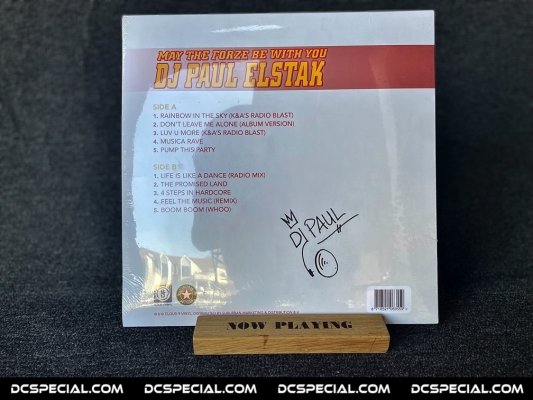 MAY THE FORZE BE WITH YOU
DJ PAUL ELSTAK
SIDE A
1. RAINBOW IN THE SKY (K&A'S RADIO BLAST)
2. DON'T LEAVE ME ALONE (ALBUM VERSION)
3. LUV U MORE (K&A'S RADIO BLAST)
4. MUSICA RAVE
5. PUMP THIS PARTY
SIDE B
1. LIFE IS LIKE A DANCE (RADIO MIX)
2. THE PROMISED LAND
3. 4 STEPS IN HARDCORE
4. FEEL THE MUSIC (REMIX)
5. BOOM BOOM (WHOO)
DJ PAUL
NOW PLAYING
DCSPECIAL.COM DCSPECIAL.COM DCSPECIAL.COM DCSPECIAL.COM